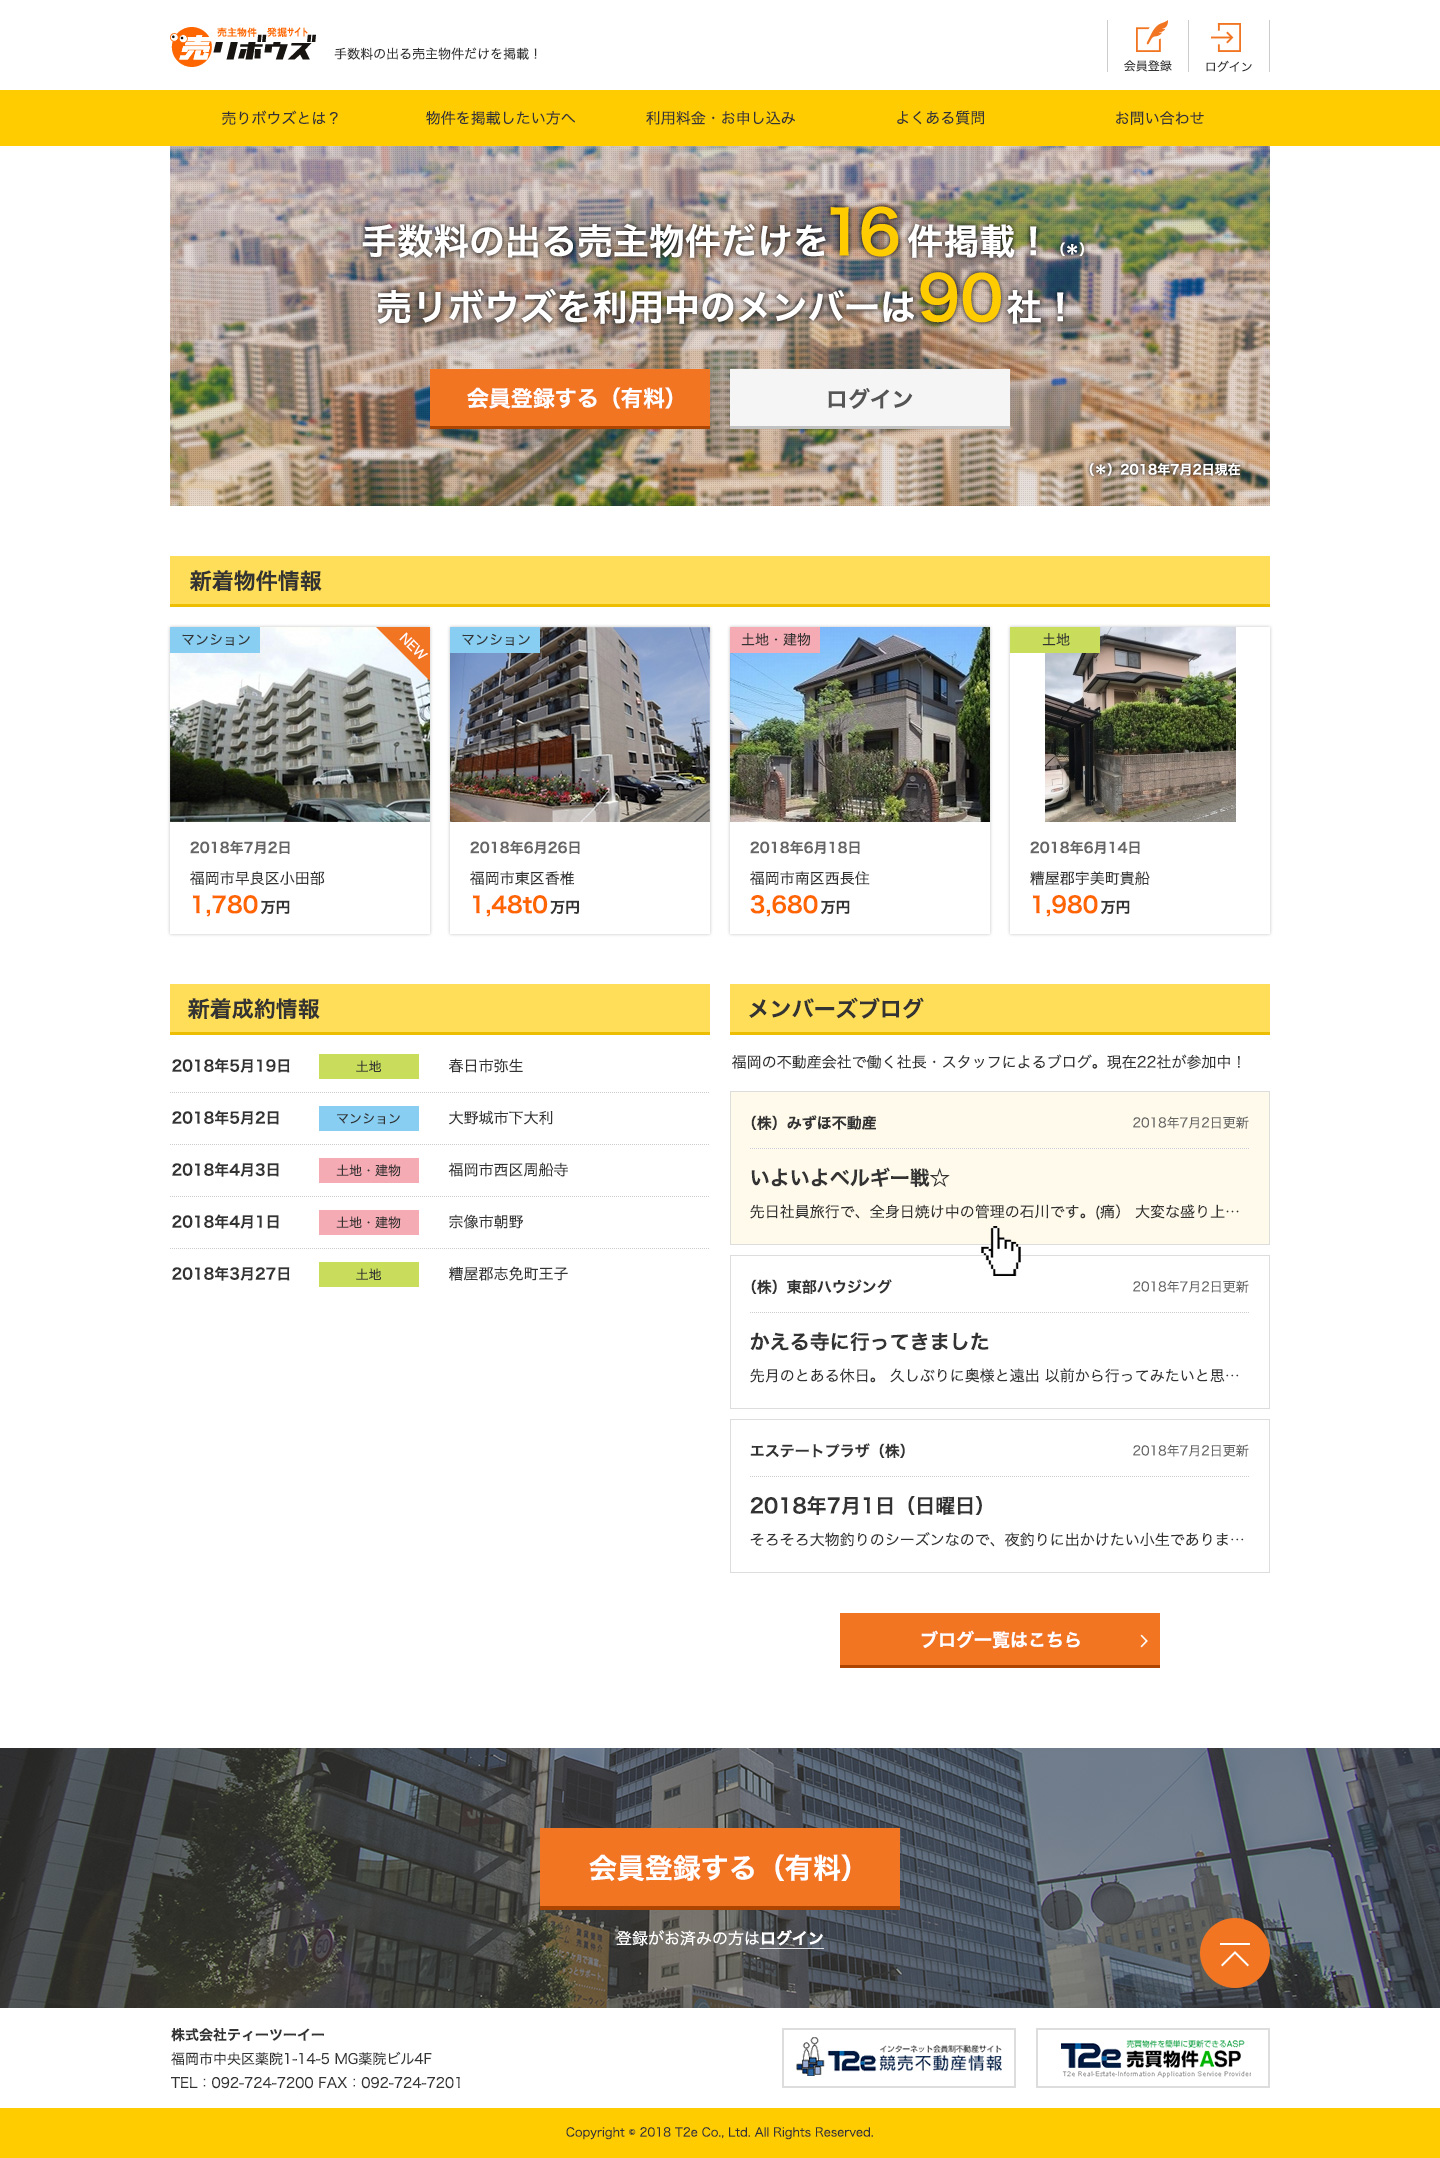 売主物件 発掘サイト
売リボウズ
手数料の出る売主物件だけを掲載！
会員登録
ログイン
売りボウズとは？
物件を掲載したい方へ
利用料金・お申し込み
よくある質問
お問い合わせ
手数料の出る売主物件だけを16件掲載！（＊）
売リボウズを利用中のメンバーは90社！
会員登録する（有料）
ログイン
（＊）2018年7月2日現在
新着物件情報
マンション
NEW
2018年7月2日
福岡市早良区小田部
1,780万円
マンション
2018年6月26日
福岡市東区香椎
1,48t0万円
土地・建物
2018年6月18日
福岡市南区西長住
3,680万円
土地
2018年6月14日
糟屋郡宇美町貴船
1,980万円
新着成約情報
2018年5月19日 土地 春日市弥生
2018年5月2日 マンション 大野城市下大利
2018年4月3日 土地・建物 福岡市西区周船寺
2018年4月1日 土地・建物 宗像市朝野
2018年3月27日 土地 糟屋郡志免町王子
メンバーズブログ
福岡の不動産会社で働く社長・スタッフによるブログ。現在22社が参加中！
（株）みずほ不動産 2018年7月2日更新
いよいよベルギー戦☆
先日社員旅行で、全身日焼け中の管理の石川です。(痛） 大変な盛り上…
（株）東部ハウジング 2018年7月2日更新
かえる寺に行ってきました
先月のとある休日。 久しぶりに奥様と遠出 以前から行ってみたいと思…
エステートプラザ（株） 2018年7月2日更新
2018年7月1日（日曜日）
そろそろ大物釣りのシーズンなので、夜釣りに出かけたい小生でありま…
ブログ一覧はこちら
会員登録する（有料）
登録がお済みの方はログイン
株式会社ティーツーイー
福岡市中央区薬院1-14-5 MG薬院ビル4F
TEL：092-724-7200 FAX：092-724-7201
インターネット会員制不動産サイト
T2e 競売不動産情報
売買物件を簡単に更新できるASP
T2e 売買物件ASP
T2e Real-Estate-Information Application Service Provider
Copyright © 2018 T2e Co., Ltd. All Rights Reserved.